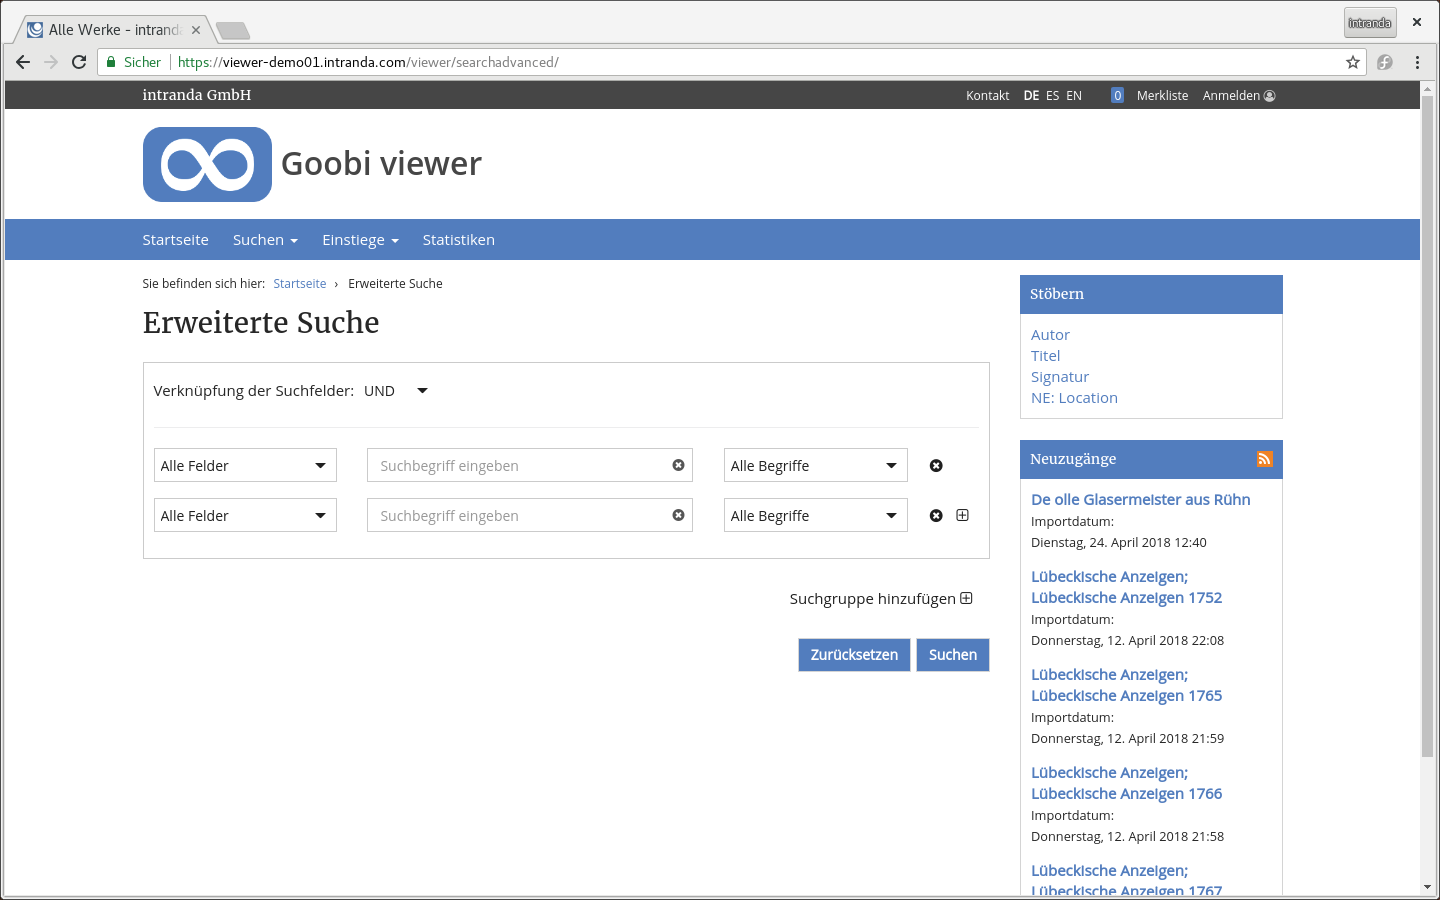 Alle Werke - intranda
intranda
Sicher
https://viewer-demo01.intranda.com/viewer/searchadvanced/
intranda GmbH
Kontakt DE ES EN 0 Merkliste Anmelden
Goobi viewer
Startseite Suchen Einstiege Statistiken
Sie befinden sich hier: Startseite › Erweiterte Suche
Erweiterte Suche
Verknüpfung der Suchfelder: UND
Alle Felder Suchbegriff eingeben Alle Begriffe
Alle Felder Suchbegriff eingeben Alle Begriffe
Suchgruppe hinzufügen
Zurücksetzen Suchen
Stöbern
Autor
Titel
Signatur
NE: Location
Neuzugänge
De olle Glasermeister aus Rühn
Importdatum:
Dienstag, 24. April 2018 12:40
Lübeckische Anzeigen;
Lübeckische Anzeigen 1752
Importdatum:
Donnerstag, 12. April 2018 22:08
Lübeckische Anzeigen;
Lübeckische Anzeigen 1765
Importdatum:
Donnerstag, 12. April 2018 21:59
Lübeckische Anzeigen;
Lübeckische Anzeigen 1766
Importdatum:
Donnerstag, 12. April 2018 21:58
Lübeckische Anzeigen;
Lübeckische Anzeigen 1767